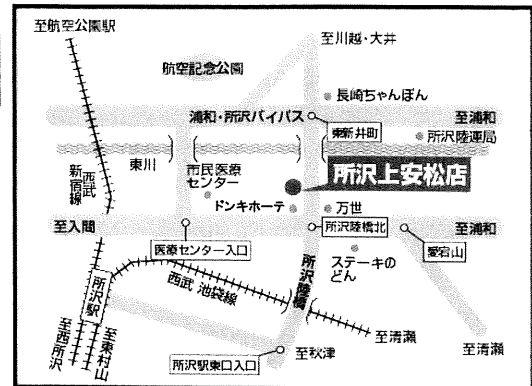 至航空公園駅
至川越・大井
航空記念公園
長崎ちゃんぽん
浦和・所沢バイパス
至浦和
東新井町
所沢陸運局
東川
西武
新宿線
市民医療
センター
所沢上安松店
ドンキホーテ
万世
至入間
所沢陸橋北
至浦和
医療センター入口
愛宕山
所沢陸橋
ステーキの
どん
西武 池袋線
所沢駅
至西所沢
至東村山
至清瀬
至清瀬
所沢駅東口入口
至秋津